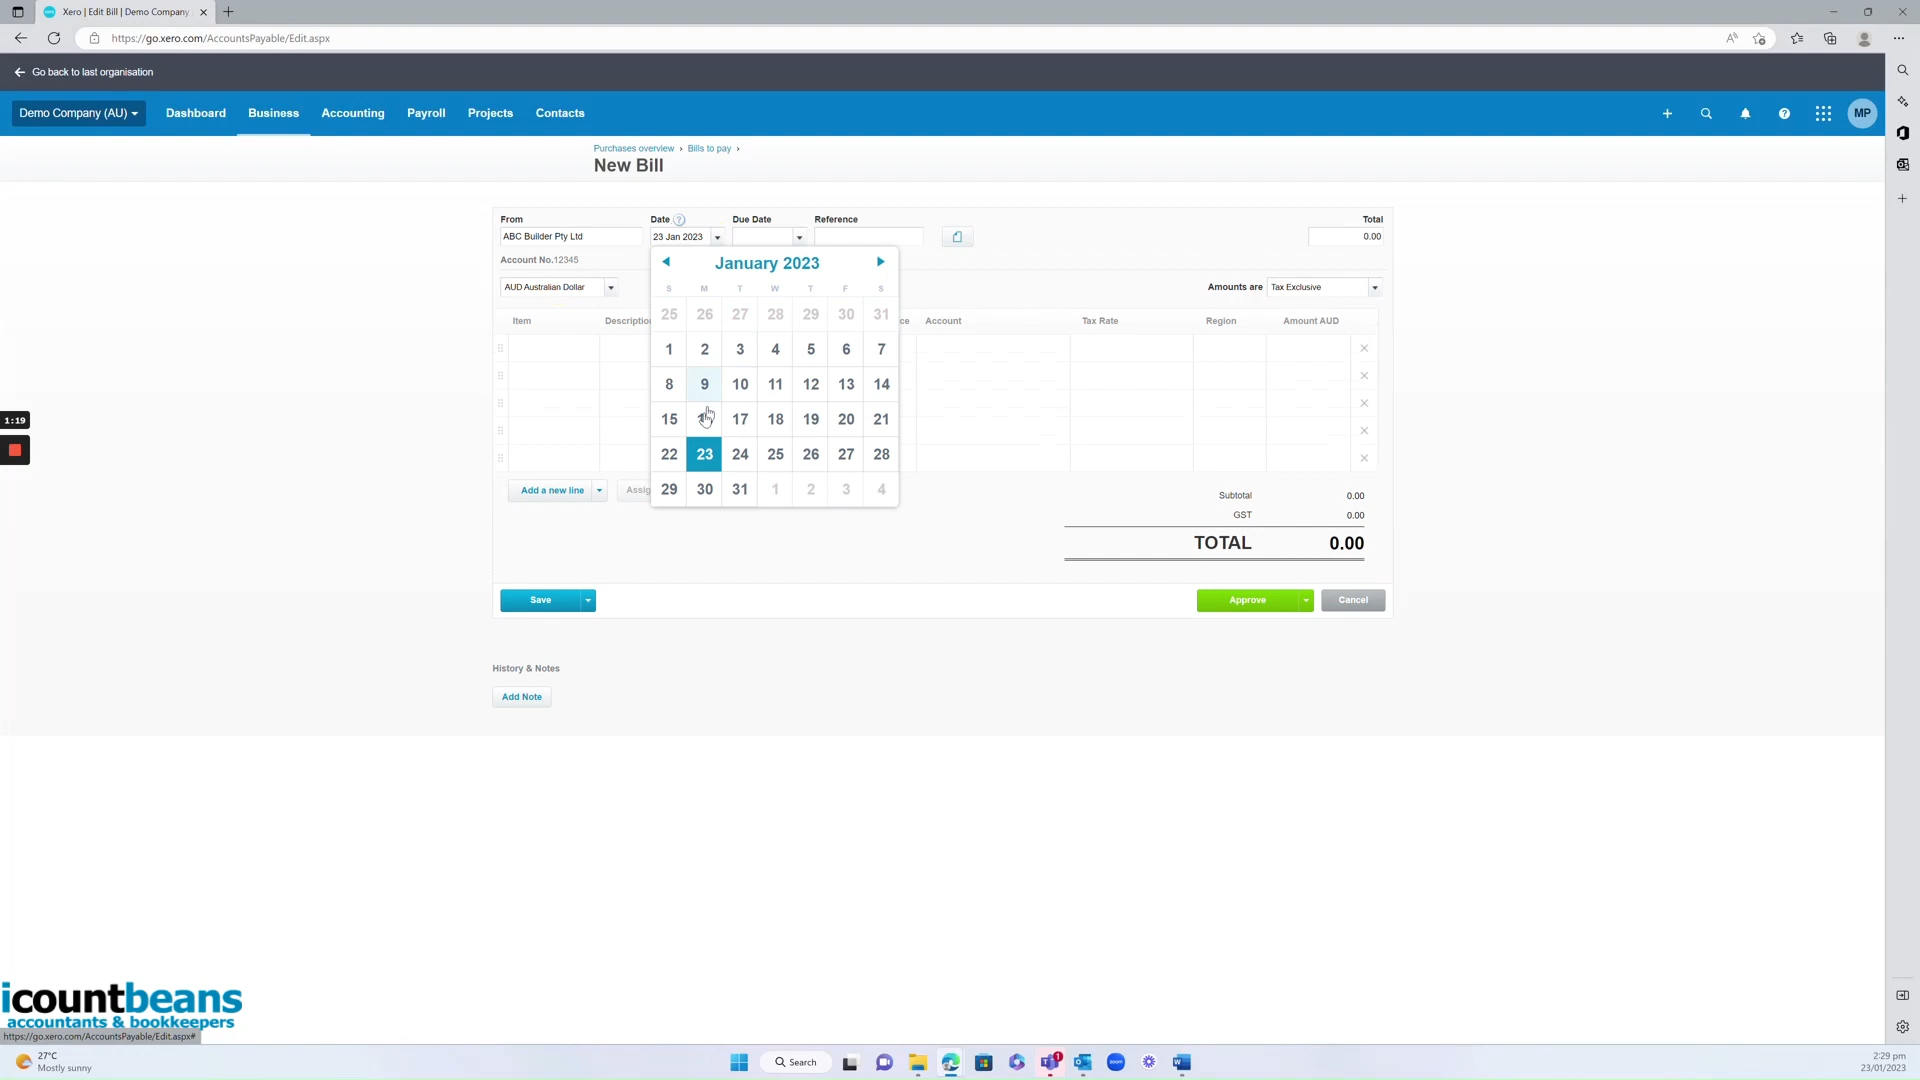 Xero | Edit Bill | Demo Company
https://go.xero.com/AccountsPayable/Edit.aspx
Go back to last organisation
Demo Company (AU) Dashboard Business Accounting Payroll Projects Contacts MP
Purchases overview › Bills to pay ›
New Bill
From Date ? Due Date Reference Total
ABC Builder Pty Ltd 23 Jan 2023 0.00
Account No.12345
January 2023
AUD Australian Dollar Amounts are Tax Exclusive
S M T W T F S
Item Account Tax Rate Region Amount AUD
25 26 27 28 29 30 31
1 2 3 4 5 6 7
8 9 10 11 12 13 14
15 17 18 19 20 21
22 23 24 25 26 27 28
29 30 31 1 2 3 4
Add a new line
Subtotal 0.00
GST 0.00
TOTAL 0.00
Save Approve Cancel
History & Notes
Add Note
1:19
icountbeans
accountants & bookkeepers
https://go.xero.com/AccountsPayable/Edit.aspx#
27°C
Mostly sunny
Search
1
zoom
2:29 pm
23/01/2023